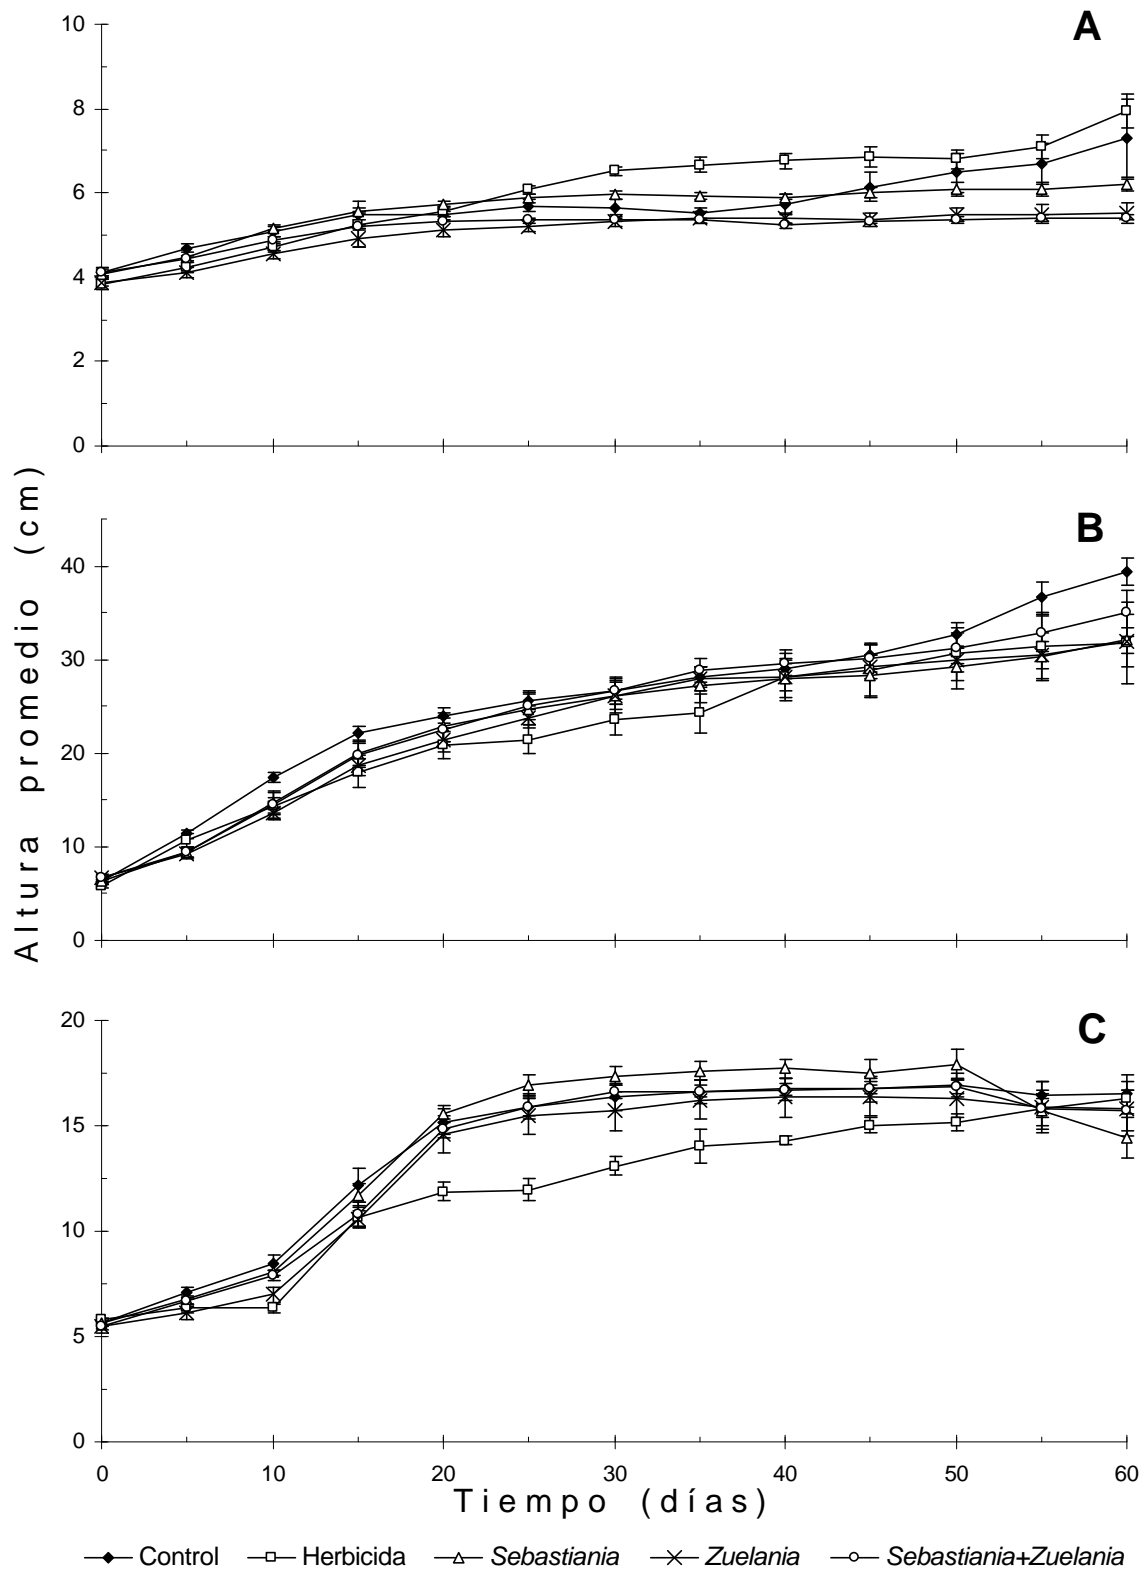 A
10
8
6
4
2
0
Altura promedio (cm)
B
40
30
20
10
0
C
20
15
10
5
0
0 10 20 30 40 50 60
Tiempo (días)
Control Herbicida Sebastiania Zuelania Sebastiania+Zuelania